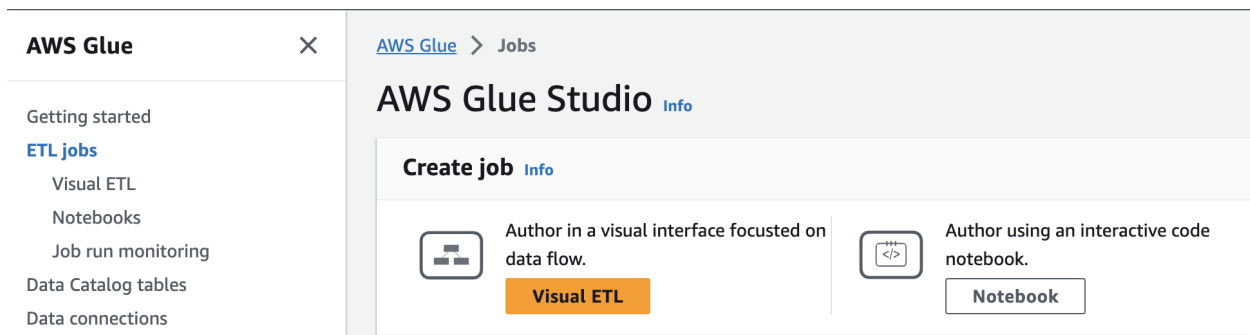 AWS Glue
Getting started
ETL jobs
Visual ETL
Notebooks
Job run monitoring
Data Catalog tables
Data connections
AWS Glue > Jobs
AWS Glue Studio Info
Create job Info
Author in a visual interface focusted on
data flow.
Visual ETL
</>
Author using an interactive code
notebook.
Notebook